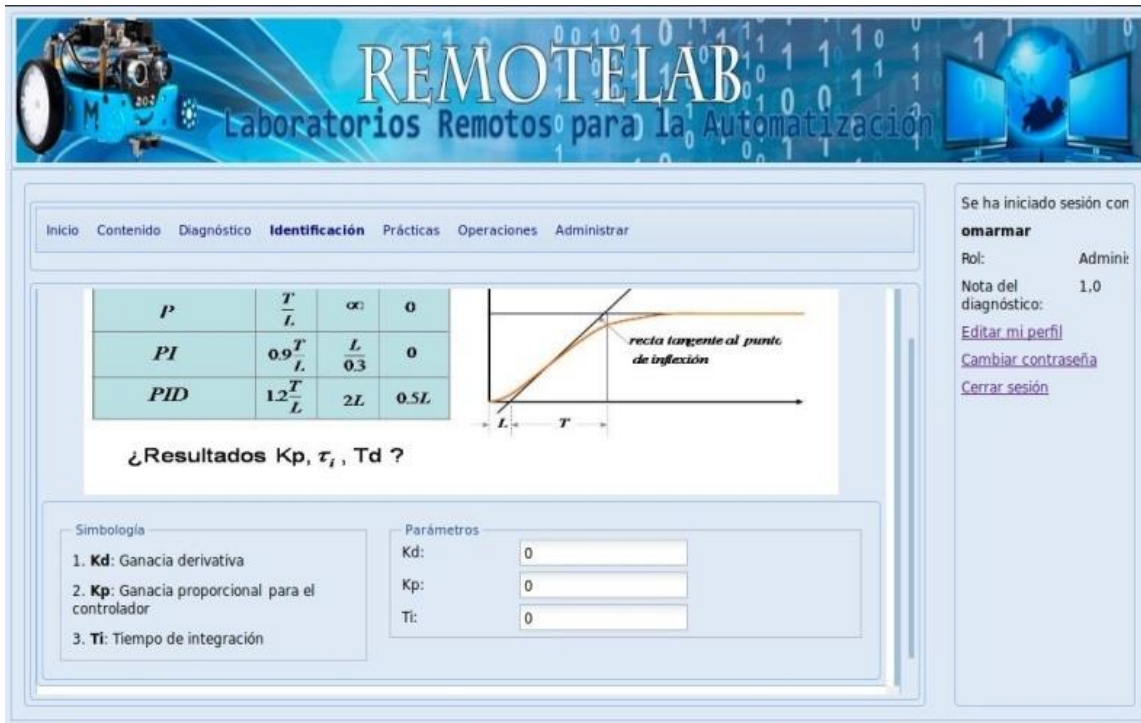 REMOTELAB
Laboratorios Remotos para la Automatización
Inicio Contenido Diagnóstico Identificación Prácticas Operaciones Administrar
P T/L ∞ 0
PI 0.9 T/L L/0.3 0
PID 1.2 T/L 2L 0.5L
recta tangente al punto
de inflexión
L T
¿Resultados Kp, τi , Td ?
Simbología
1. Kd: Ganacia derivativa
2. Kp: Ganacia proporcional para el
controlador
3. Ti: Tiempo de integración
Parámetros
Kd: 0
Kp: 0
Ti: 0
Se ha iniciado sesión con
omarmar
Rol: Adminis
Nota del 1,0
diagnóstico:
Editar mi perfil
Cambiar contraseña
Cerrar sesión